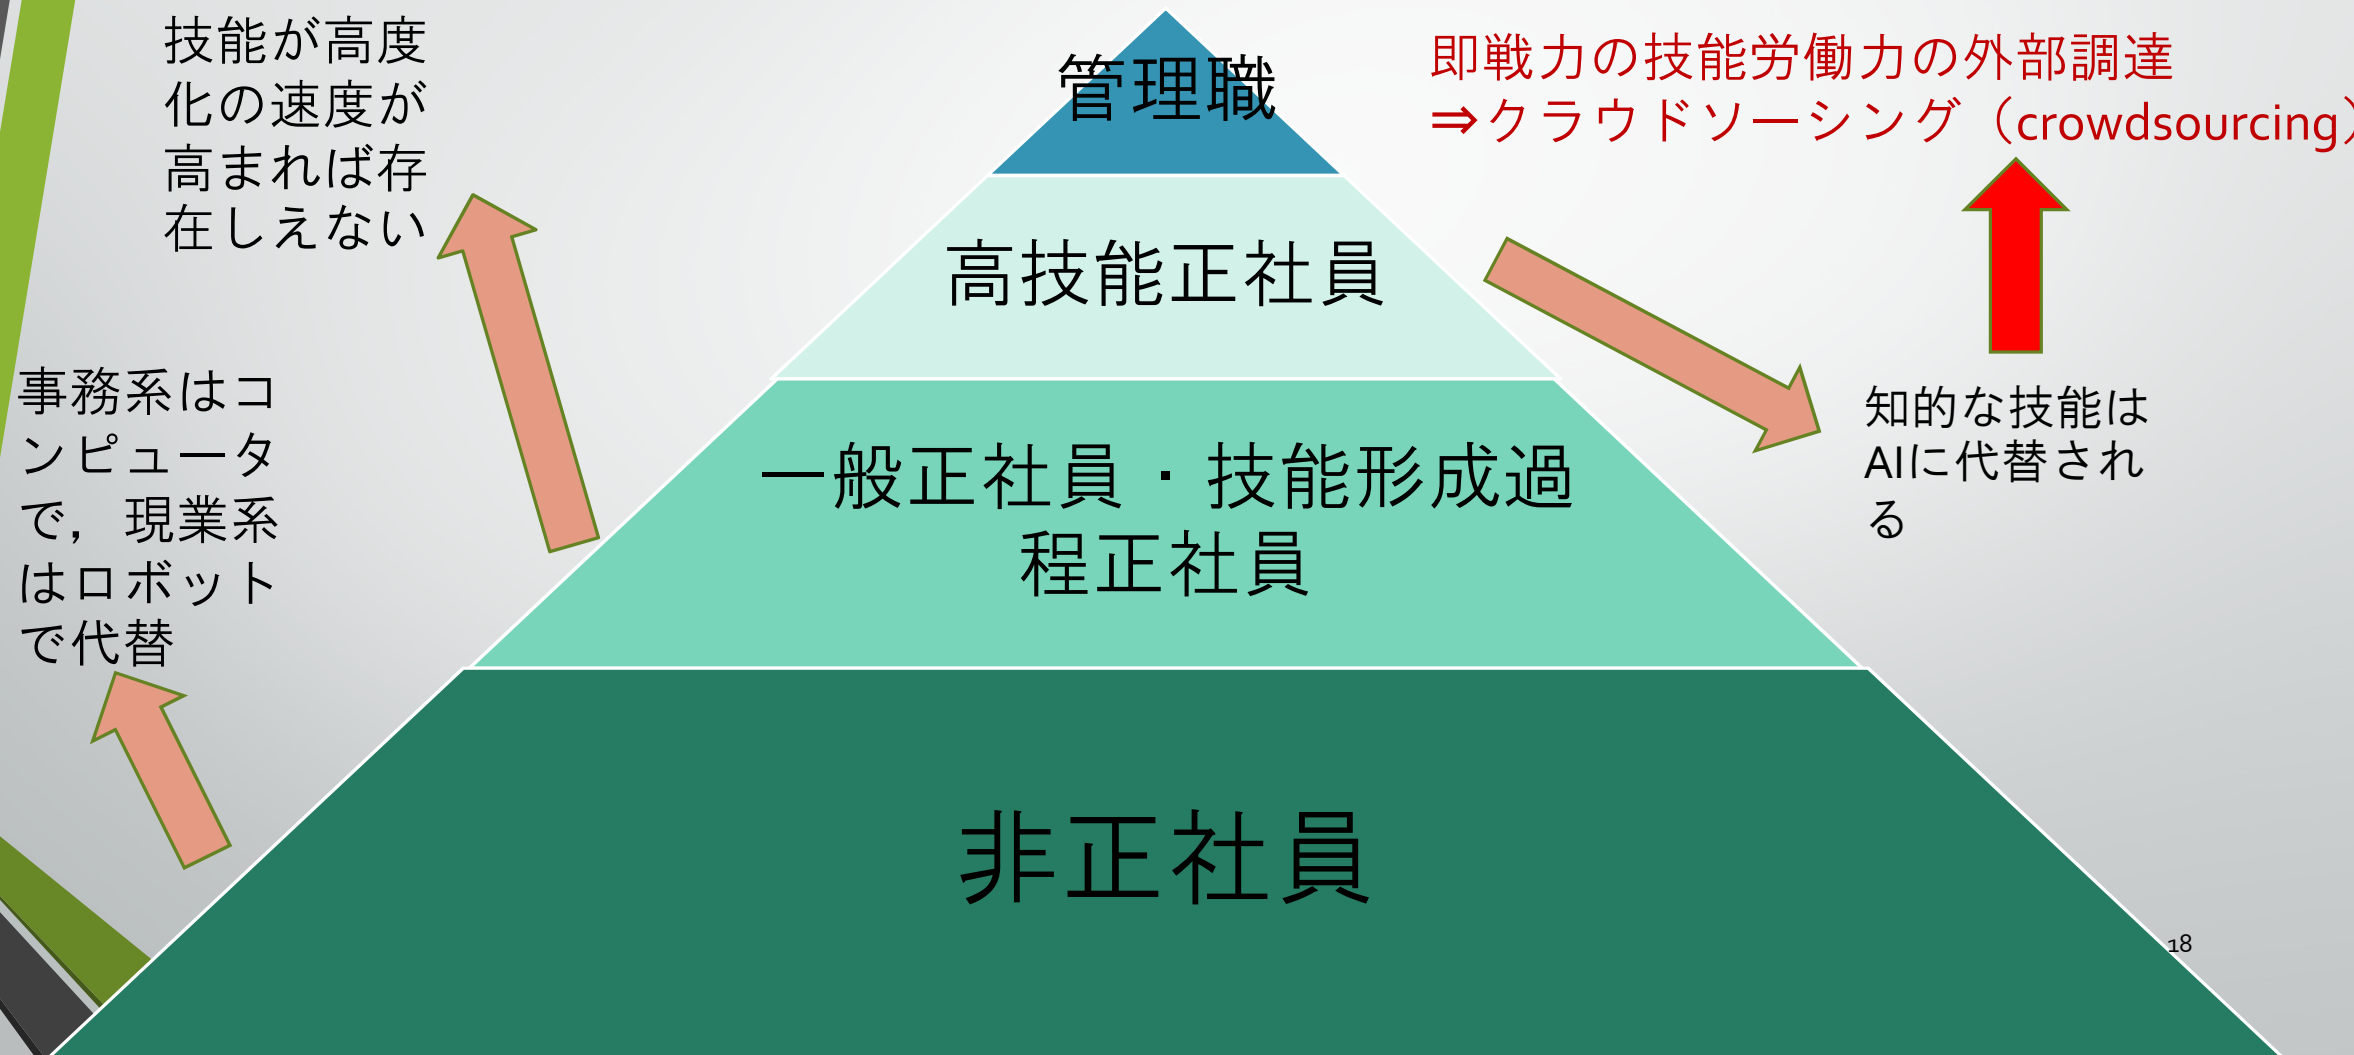 技能が高度
化の速度が
高まれば存
在しえない
管理職
即戦力の技能労働力の外部調達
⇒クラウドソーシング（crowdsourcing）
高技能正社員
事務系はコ
ンピュータ
で，現業系
はロボット
で代替
知的な技能は
AIに代替され
る
一般正社員・技能形成過
程正社員
非正社員
18